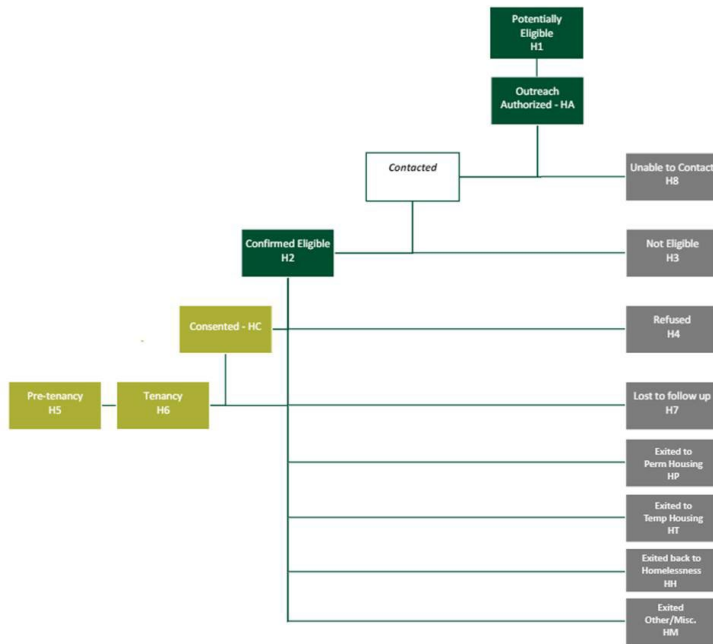 Potentially
Eligible
H1
Outreach
Authorized - HA
Contacted
Unable to Contact
H8
Confirmed Eligible
H2
Not Eligible
H3
Consented - HC
Refused
H4
Pre-tenancy
H5
Tenancy
H6
Lost to follow up
H7
Exited to
Perm Housing
HP
Exited to
Temp Housing
HT
Exited back to
Homelessness
HH
Exited
Other/Misc.
HM